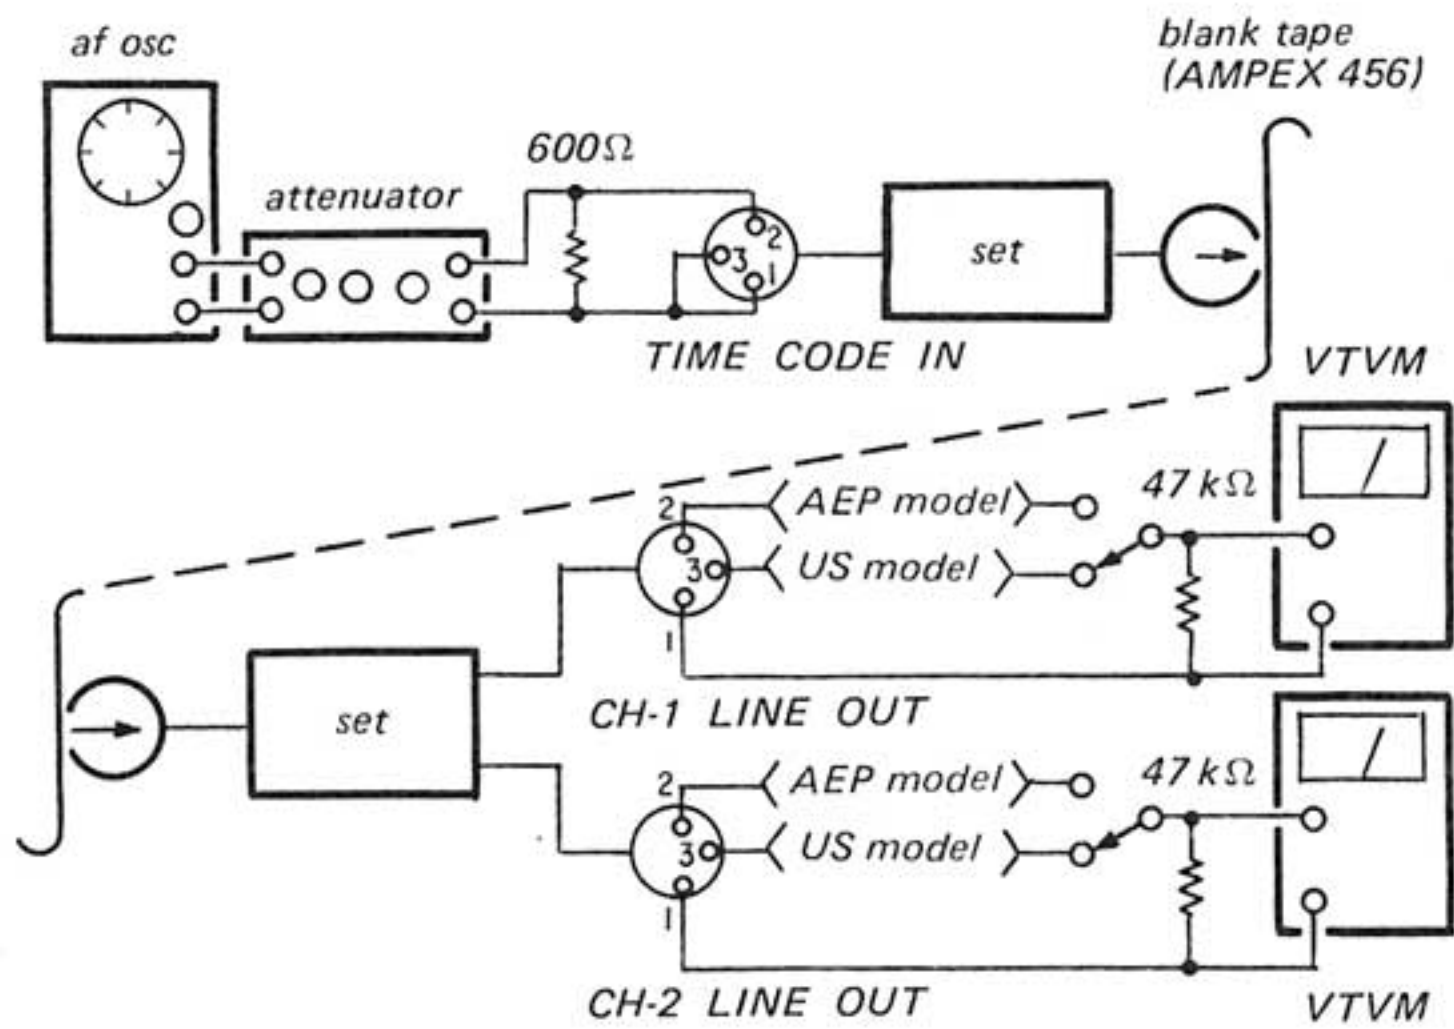 af osc
blank tape
(AMPEX 456)
600Ω
attenuator
2
3
1
set
TIME CODE IN
VTVM
2
AEP model
47 kΩ
3
US model
1
CH-1 LINE OUT
set
2
AEP model
47 kΩ
3
US model
1
CH-2 LINE OUT
VTVM